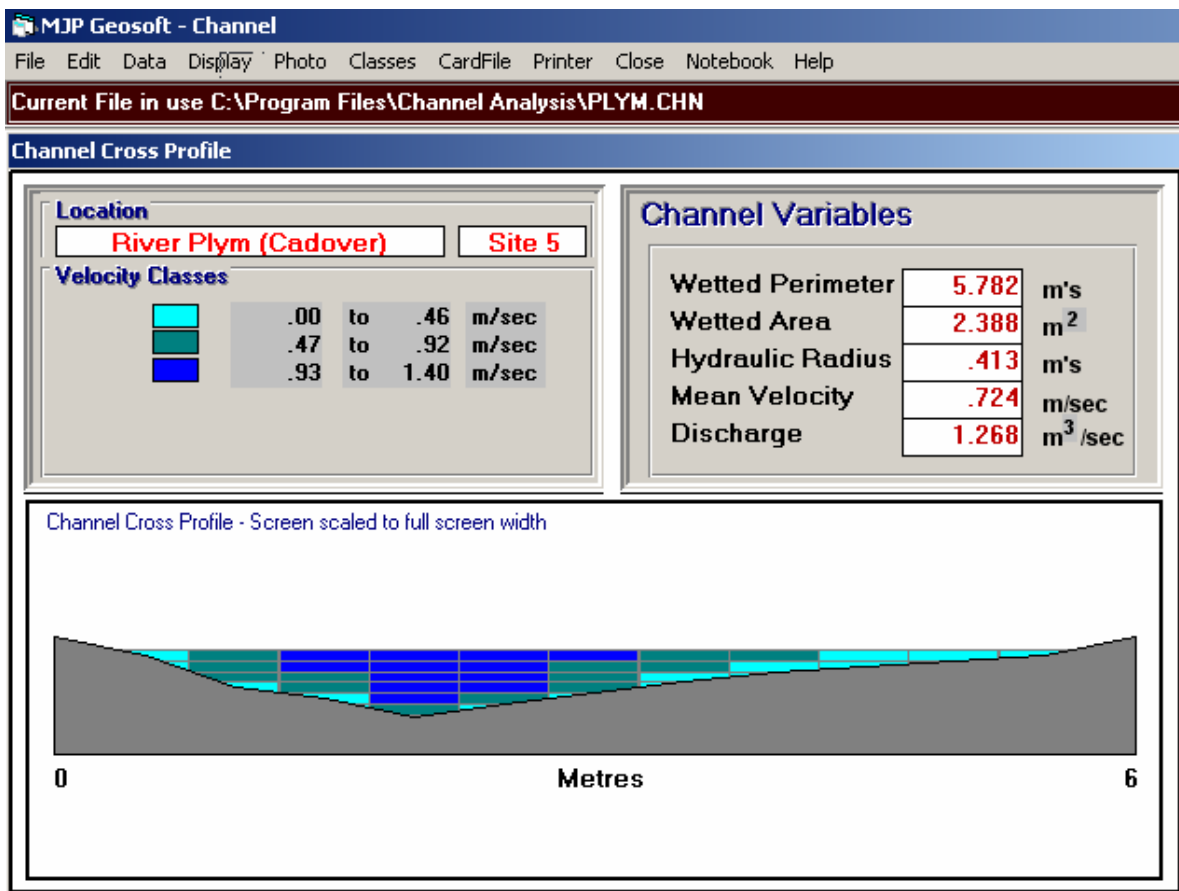 MJP Geosoft - Channel
File Edit Data Display Photo Classes CardFile Printer Close Notebook Help
Current File in use C:\Program Files\Channel Analysis\PLYM.CHN
Channel Cross Profile
Location
River Plym (Cadover) Site 5
Velocity Classes
.00 to .46 m/sec
.47 to .92 m/sec
.93 to 1.40 m/sec
Channel Variables
Wetted Perimeter 5.782 m's
Wetted Area 2.388 m2
Hydraulic Radius .413 m's
Mean Velocity .724 m/sec
Discharge 1.268 m3 /sec
Channel Cross Profile - Screen scaled to full screen width
0 Metres 6